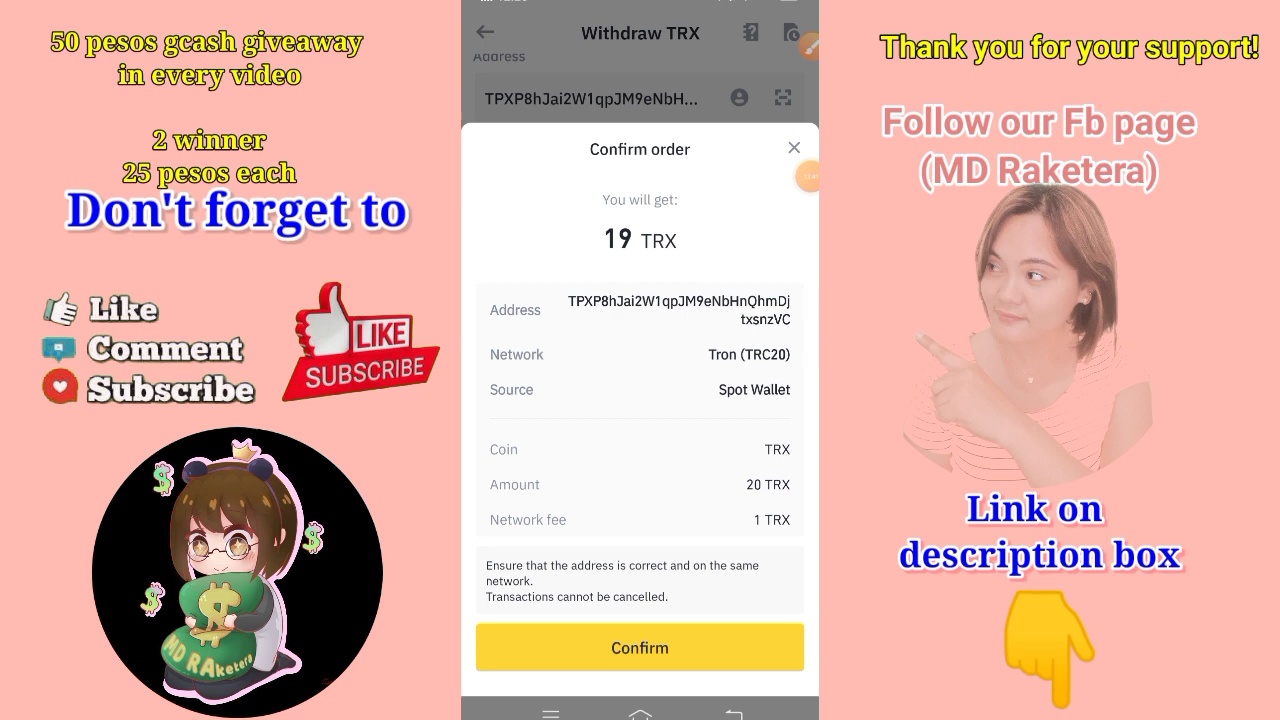 50 pesos gcash giveaway
in every video
2 winner
25 pesos each
Don't forget to
Like
Comment
Subscribe
LIKE
SUBSCRIBE
MD RAketera
Withdraw TRX
Address
TPXP8hJai2W1qpJM9eNbH...
Confirm order
You will get:
19 TRX
Address TPXP8hJai2W1qpJM9eNbHnQhmDj
txsnzVC
Network Tron (TRC20)
Source Spot Wallet
Coin TRX
Amount 20 TRX
Network fee 1 TRX
Ensure that the address is correct and on the same
network.
Transactions cannot be cancelled.
Confirm
Thank you for your support!
Follow our Fb page
(MD Raketera)
Link on
description box